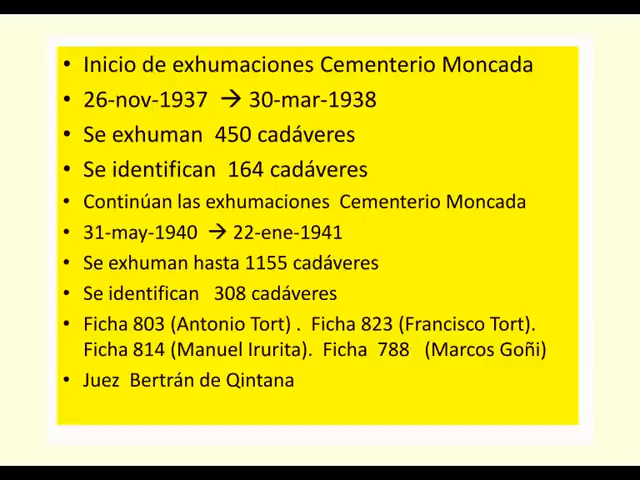 • Inicio de exhumaciones Cementerio Moncada
• 26-nov-1937 → 30-mar-1938
• Se exhuman 450 cadáveres
• Se identifican 164 cadáveres
• Continúan las exhumaciones Cementerio Moncada
• 31-may-1940 → 22-ene-1941
• Se exhuman hasta 1155 cadáveres
• Se identifican 308 cadáveres
• Ficha 803 (Antonio Tort) . Ficha 823 (Francisco Tort).
Ficha 814 (Manuel Irurita). Ficha 788 (Marcos Goñi)
• Juez Bertrán de Qintana